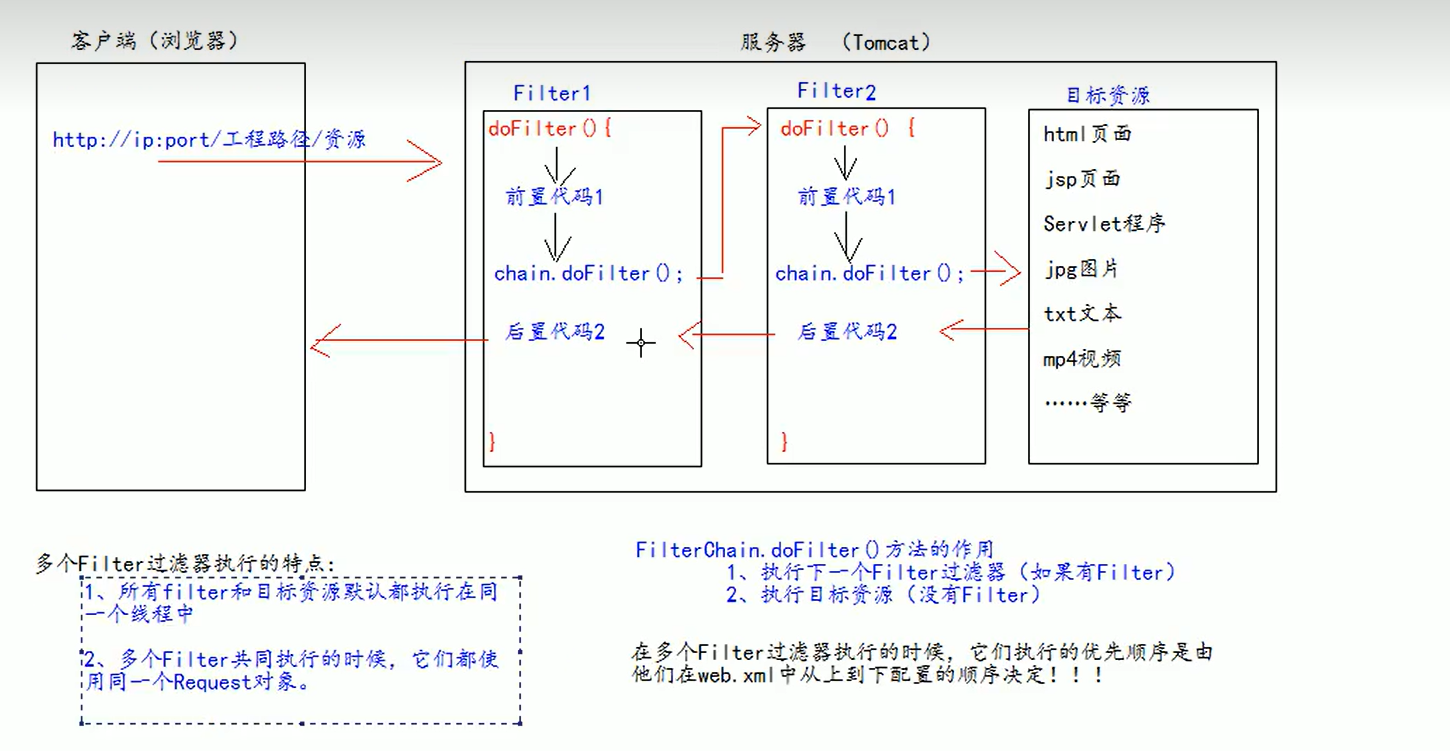 客户端（浏览器）
服务器 （Tomcat）
http://ip:port/工程路径/资源
Filter1
doFilter(){
前置代码1
chain.doFilter();
后置代码2
}
Filter2
doFilter() {
前置代码1
chain.doFilter();
后置代码2
}
目标资源
html页面
jsp页面
Servlet程序
jpg图片
txt文本
mp4视频
……等等
多个Filter过滤器执行的特点:
1、所有filter和目标资源默认都执行在同
一个线程中
2、多个Filter共同执行的时候，它们都使
用同一个Request对象。
FilterChain.doFilter()方法的作用
1、执行下一个Filter过滤器（如果有Filter）
2、执行目标资源（没有Filter）
在多个Filter过滤器执行的时候，它们执行的优先顺序是由
他们在web.xml中从上到下配置的顺序决定！！！